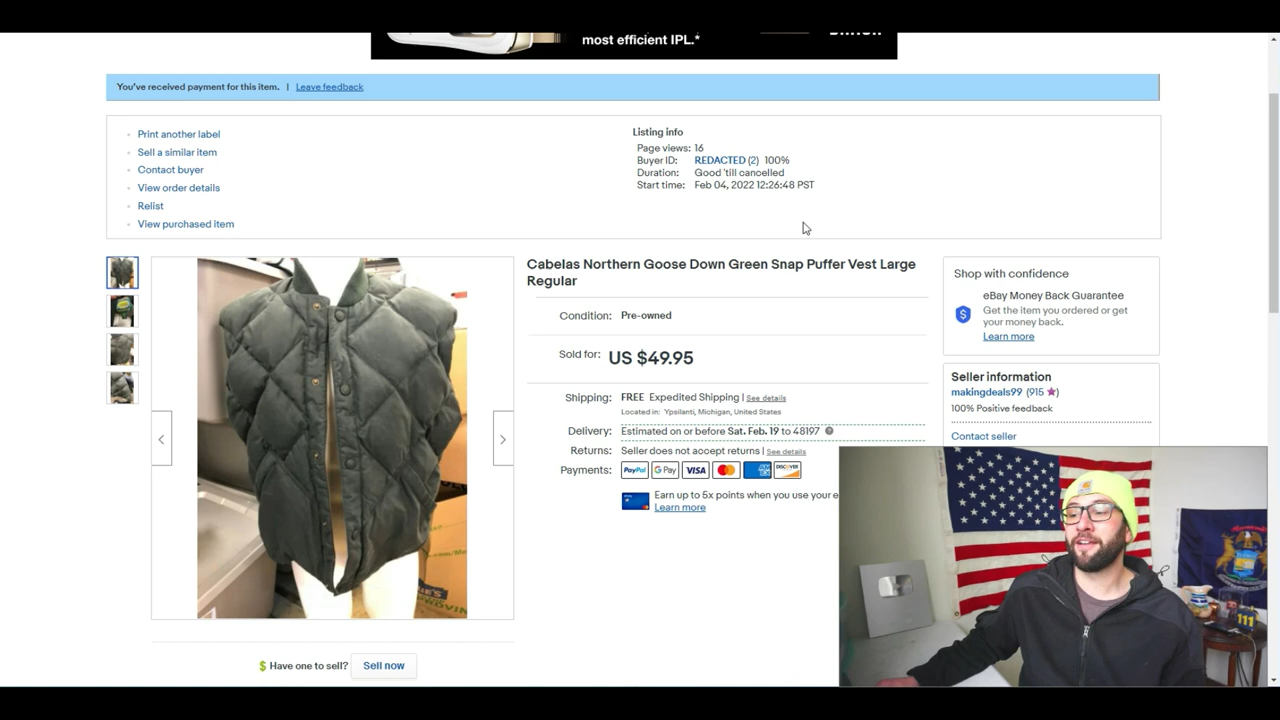 most efficient IPL.*
You've received payment for this item. | Leave feedback
Print another label
Sell a similar item
Contact buyer
View order details
Relist
View purchased item
Listing info
Page views: 16
Buyer ID: REDACTED (2) 100%
Duration: Good 'till cancelled
Start time: Feb 04, 2022 12:26:48 PST
Cabelas Northern Goose Down Green Snap Puffer Vest Large
Regular
Condition: Pre-owned
Sold for: US $49.95
Shipping: FREE Expedited Shipping | See details
Located in: Ypsilanti, Michigan, United States
Delivery: Estimated on or before Sat. Feb. 19 to 48197
Returns: Seller does not accept returns | See details
Payments: PayPal G Pay VISA DISCOVER
Earn up to 5x points when you use your e
Learn more
Shop with confidence
eBay Money Back Guarantee
Get the item you ordered or get
your money back.
Learn more
Seller information
makingdeals99 (915 )
100% Positive feedback
Contact seller
Have one to sell? Sell now
111